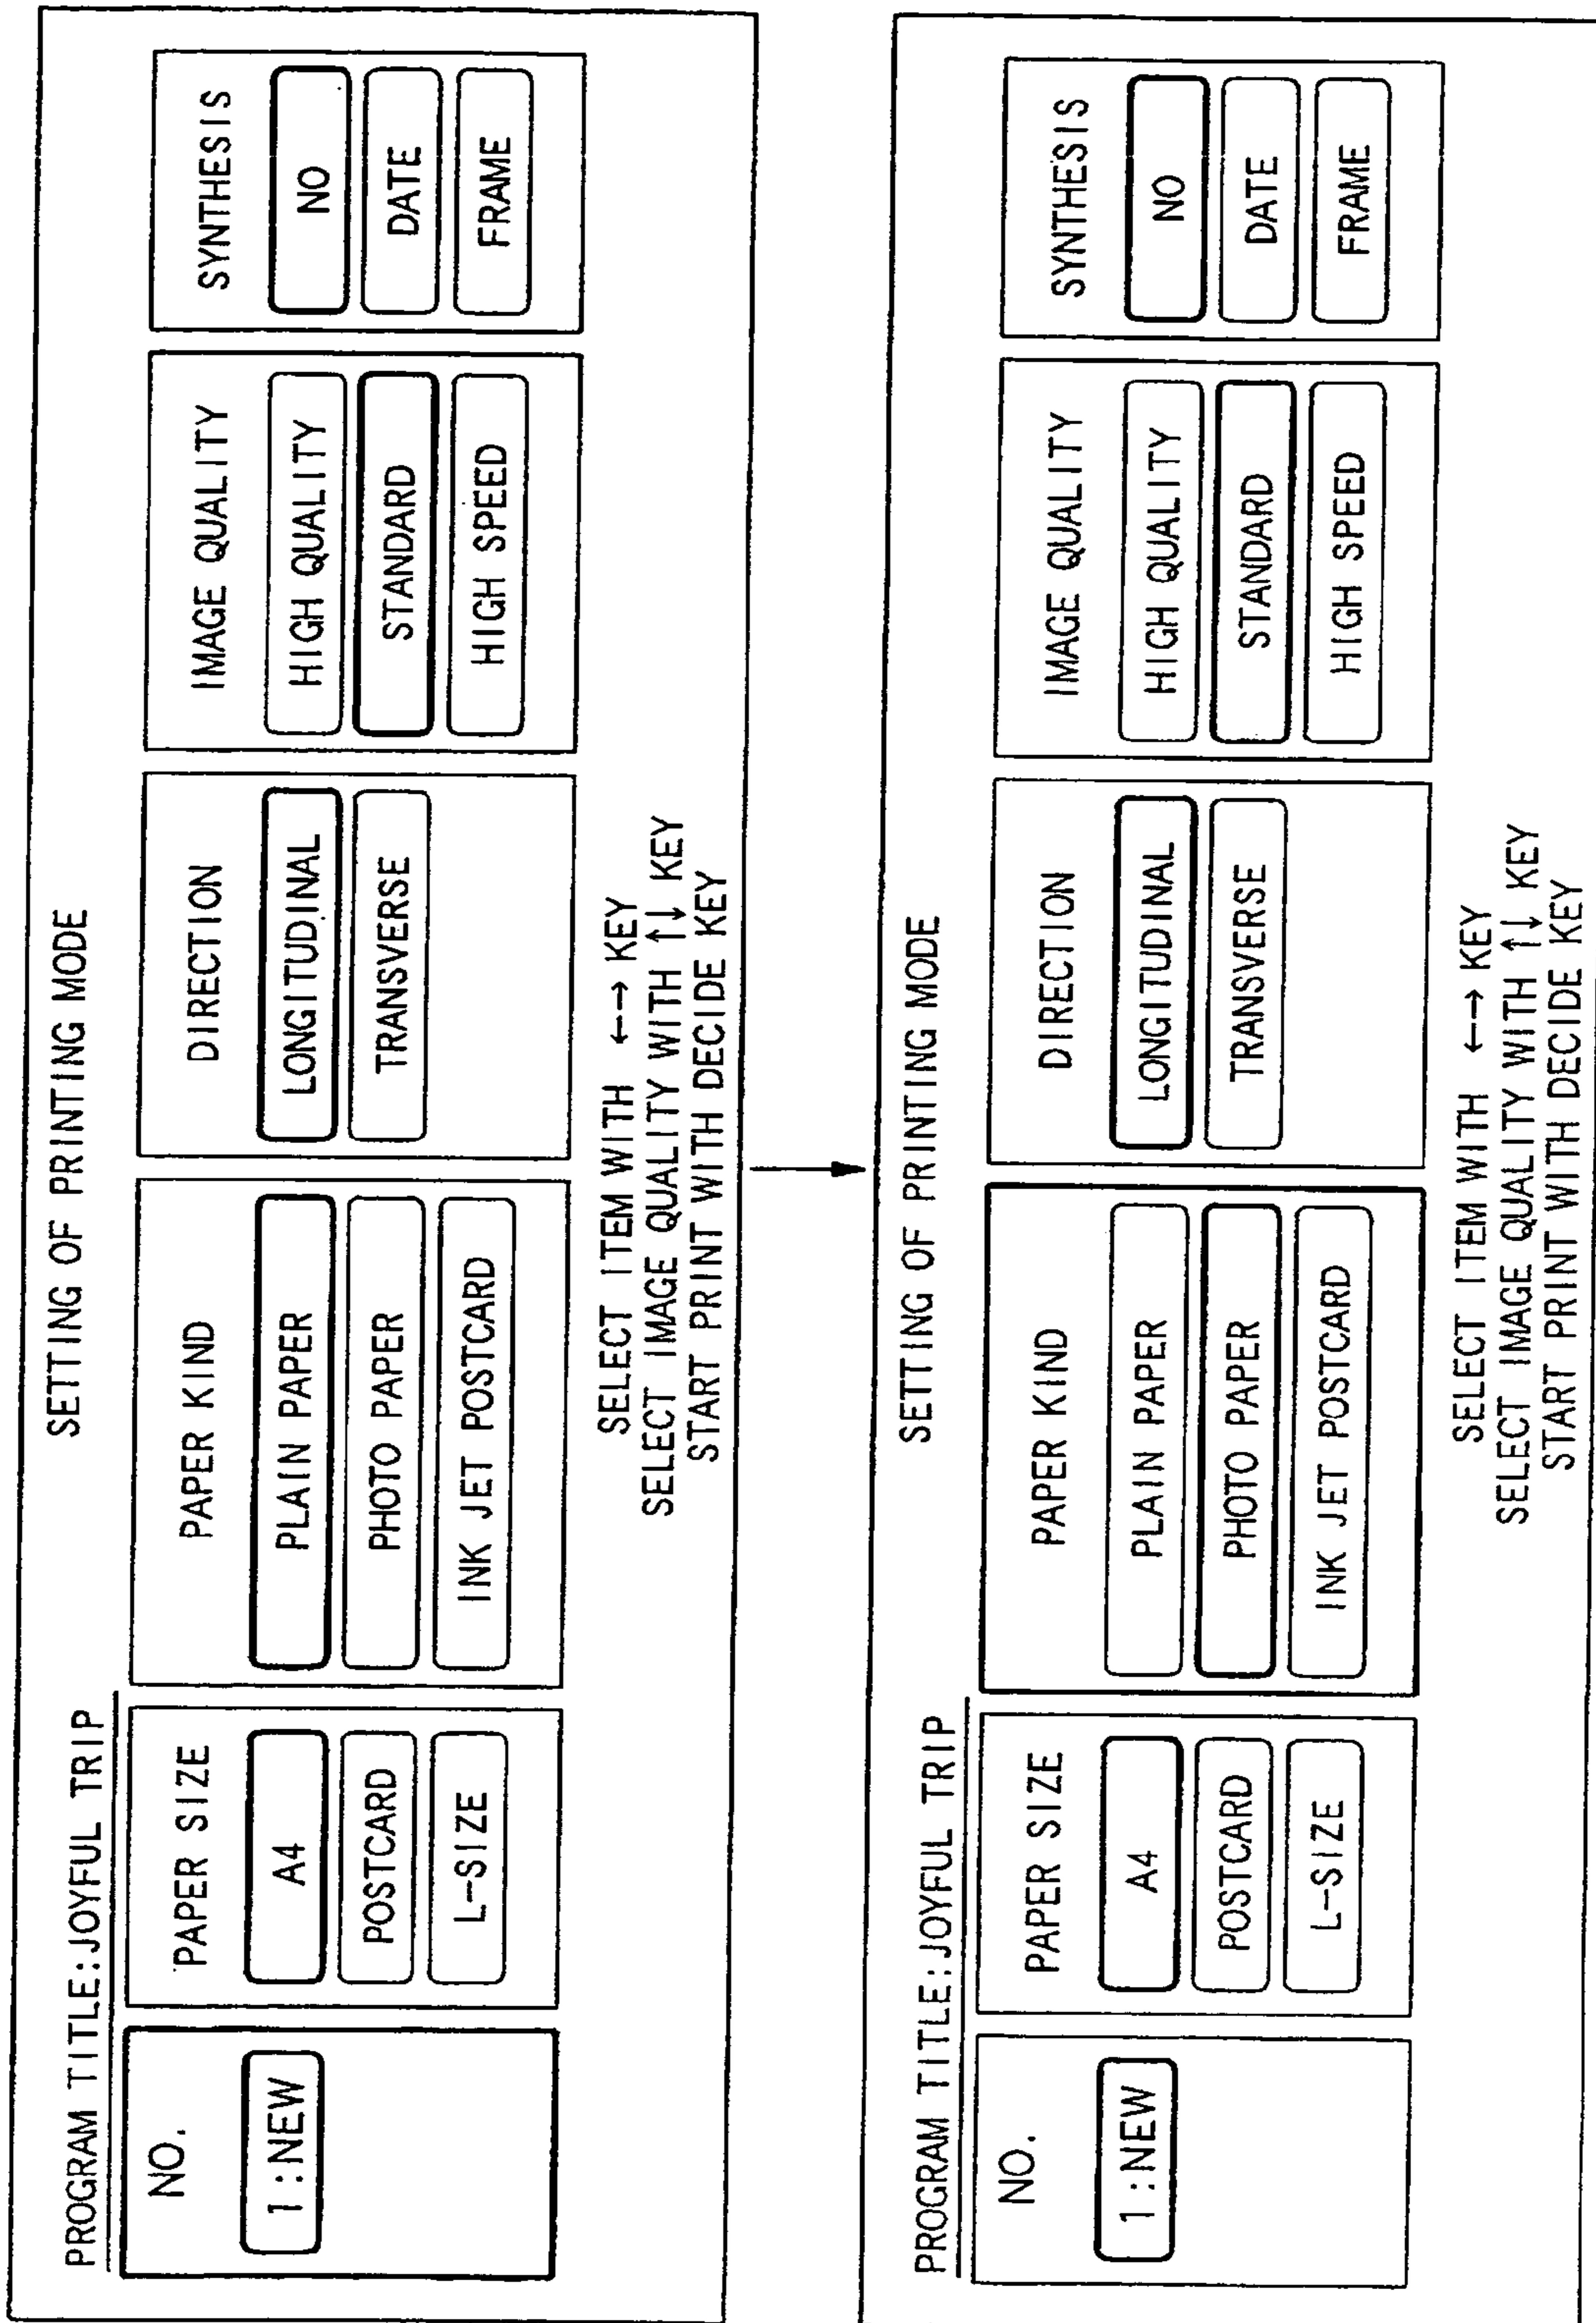 SETTING OF PRINTING MODE
PROGRAM TITLE:JOYFUL TRIP
NO.
1:NEW
PAPER SIZE
A4
POSTCARD
L-SIZE
PAPER KIND
PLAIN PAPER
PHOTO PAPER
INK JET POSTCARD
DIRECTION
LONGITUDINAL
TRANSVERSE
IMAGE QUALITY
HIGH QUALITY
STANDARD
HIGH SPEED
SYNTHESIS
NO
DATE
FRAME
SELECT ITEM WITH ←→ KEY
SELECT IMAGE QUALITY WITH ↑↓ KEY
START PRINT WITH DECIDE KEY
SETTING OF PRINTING MODE
PROGRAM TITLE:JOYFUL TRIP
NO.
1:NEW
PAPER SIZE
A4
POSTCARD
L-SIZE
PAPER KIND
PLAIN PAPER
PHOTO PAPER
INK JET POSTCARD
DIRECTION
LONGITUDINAL
TRANSVERSE
IMAGE QUALITY
HIGH QUALITY
STANDARD
HIGH SPEED
SYNTHESIS
NO
DATE
FRAME
SELECT ITEM WITH ←→ KEY
SELECT IMAGE QUALITY WITH ↑↓ KEY
START PRINT WITH DECIDE KEY